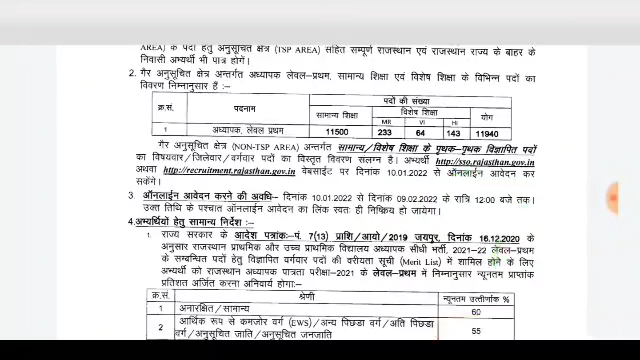 AREA) के पदों हेतु अनुसूचित क्षेत्र (TSP AREA) सहित सम्पूर्ण राजस्थान एवं राजस्थान राज्य के बाहर के
निवासी अभ्यर्थी भी पात्र होगें।
2. गैर अनुसूचित क्षेत्र अन्तर्गत अध्यापक लेवल–प्रथम, सामान्य शिक्षा एवं विशेष शिक्षा के विभिन्न पदों का
विवरण निम्नानुसार हैं :–
क्र.सं. पदनाम पदों की संख्या
सामान्य शिक्षा विशेष शिक्षा योग
MR VI HI
1 अध्यापक, लेवल प्रथम 11500 233 64 143 11940
गैर अनुसूचित क्षेत्र (NON-TSP AREA) अन्तर्गत सामान्य/विशेष शिक्षा के पृथक–पृथक विज्ञापित पदों
का विषयवार/जिलेवार/वर्गवार पदों का विस्तृत विवरण संलग्न है। अभ्यर्थी http://sso.rajasthan.gov.in
अथवा http://recruitment.rajasthan.gov.in वेबसाईट पर दिनांक 10.01.2022 से ऑनलाईन आवेदन कर
सकेंगे।
3. ऑनलाईन आवेदन करने की अवधि– दिनांक 10.01.2022 से दिनांक 09.02.2022 के रात्रि 12:00 बजे तक।
उक्त तिथि के पश्चात ऑनलाईन आवेदन का लिंक स्वतः ही निष्क्रिय हो जायेगा।
4. अभ्यर्थियों हेतु सामान्य निर्देश :–
1. राज्य सरकार के आदेश पत्रांकः पं. 7(13) प्राशि/आयो/2019 जयपुर, दिनांक 16.12.2020 के
अनुसार राजस्थान प्राथमिक और उच्च प्राथमिक विद्यालय अध्यापक सीधी भर्ती, 2021–22 लेवल–प्रथम
के सम्बन्धित पदों हेतु विज्ञापित वर्गवार पदों की वरीयता सूची (Merit List) में शामिल होने के लिए
अभ्यर्थी को राजस्थान अध्यापक पात्रता परीक्षा–2021 के लेवल–प्रथम में निम्नानुसार न्यूनतम प्राप्तांक
प्रतिशत अर्जित करना अनिवार्य होगाः–
क्र.सं. श्रेणी न्यूनतम उत्तीर्णांक %
1 अनारक्षित/सामान्य 60
2 आर्थिक रूप से कमजोर वर्ग (EWS)/अन्य पिछड़ा वर्ग/अति पिछड़ा 55
वर्ग/अनुसूचित जाति/अनुसूचित जनजाति